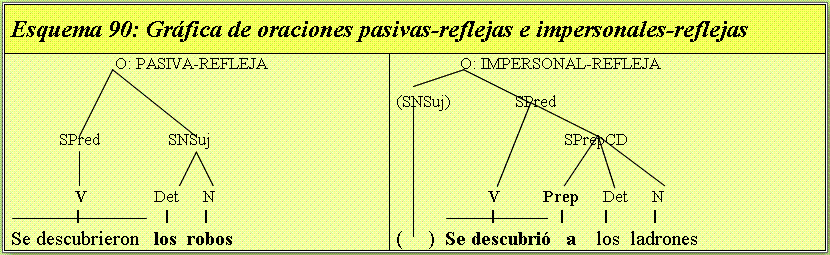 Esquema 90: Gráfica de oraciones pasivas-reflejas e impersonales-reflejas
O: PASIVA-REFLEJA
SPred SNSuj
V Det N
Se descubrieron los robos
O: IMPERSONAL-REFLEJA
(SNSuj) SPred
SPrepCD
V Prep Det N
( ) Se descubrió a los ladrones